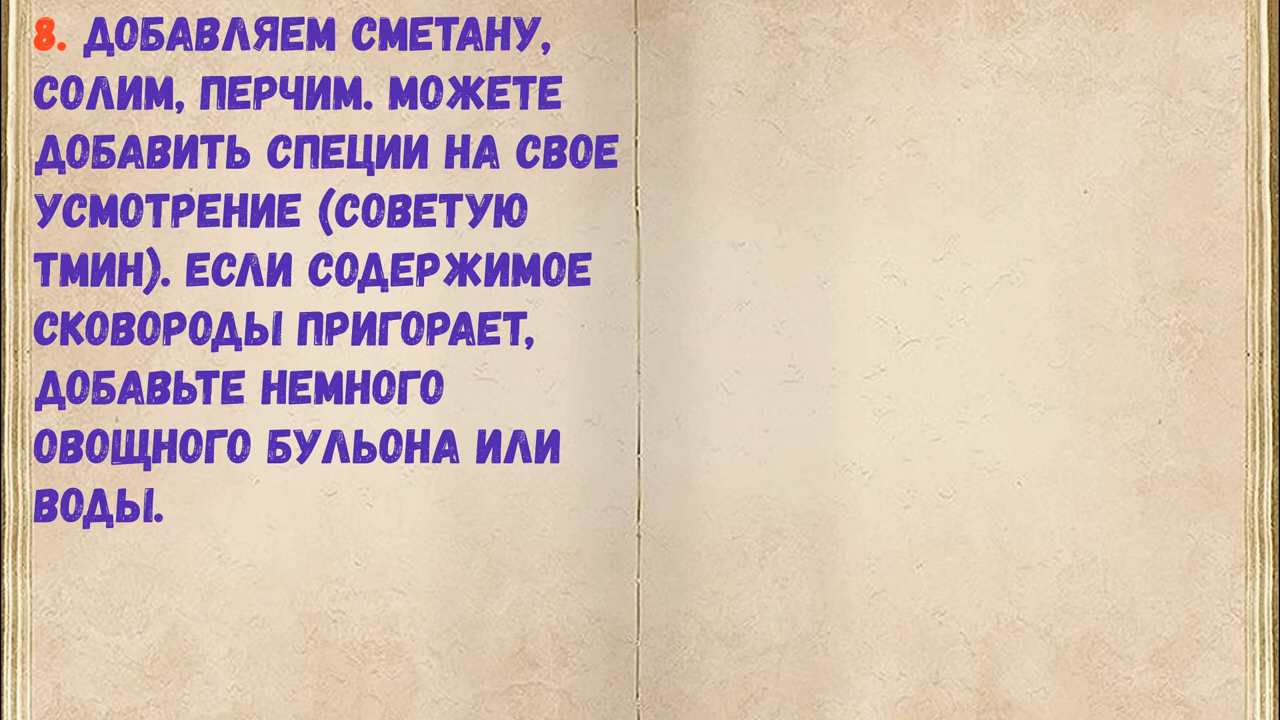 8. ДОБАВЛЯЕМ СМЕТАНУ,
СОЛИМ, ПЕРЧИМ. МОЖЕТЕ
ДОБАВИТЬ СПЕЦИИ НА СВОЕ
УСМОТРЕНИЕ (СОВЕТУЮ
ТМИН). ЕСЛИ СОДЕРЖИМОЕ
СКОВОРОДЫ ПРИГОРАЕТ,
ДОБАВЬТЕ НЕМНОГО
ОВОЩНОГО БУЛЬОНА ИЛИ
ВОДЫ.